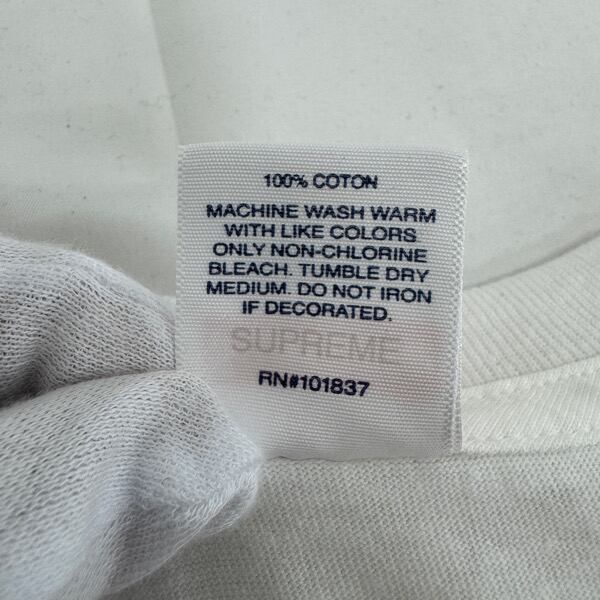 100% COTON
MACHINE WASH WARM
WITH LIKE COLORS
ONLY NON-CHLORINE
BLEACH. TUMBLE DRY
MEDIUM. DO NOT IRON
IF DECORATED.
SUPREME
RN#101837